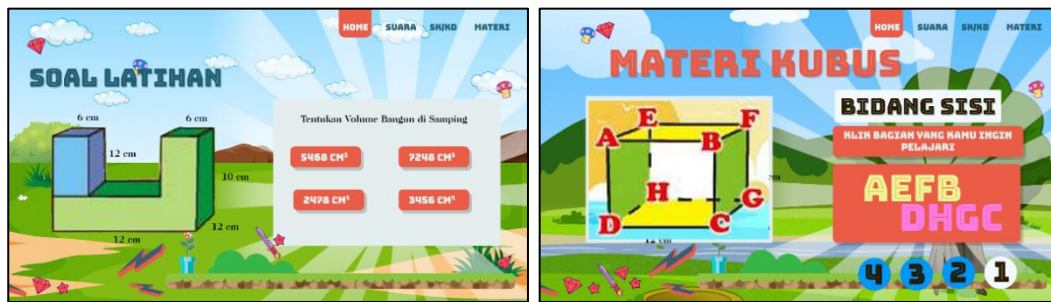 HOME SUARA SK/KD MATERI
SOAL LATIHAN
6 cm 6 cm
Tentukan Volume Bangun di Samping
12 cm
5468 CM³ 7248 CM³
10 cm
2478 CM³ 3456 CM³
12 cm
12 cm
HOME SUARA SK/KD MATERI
MATERI KUBUS
BIDANG SISI
KLIK BAGIAN YANG KAMU INGIN
PELAJARI
E F
A B
H G
D C
cm
AEFB
DHGC
4 3 2 1